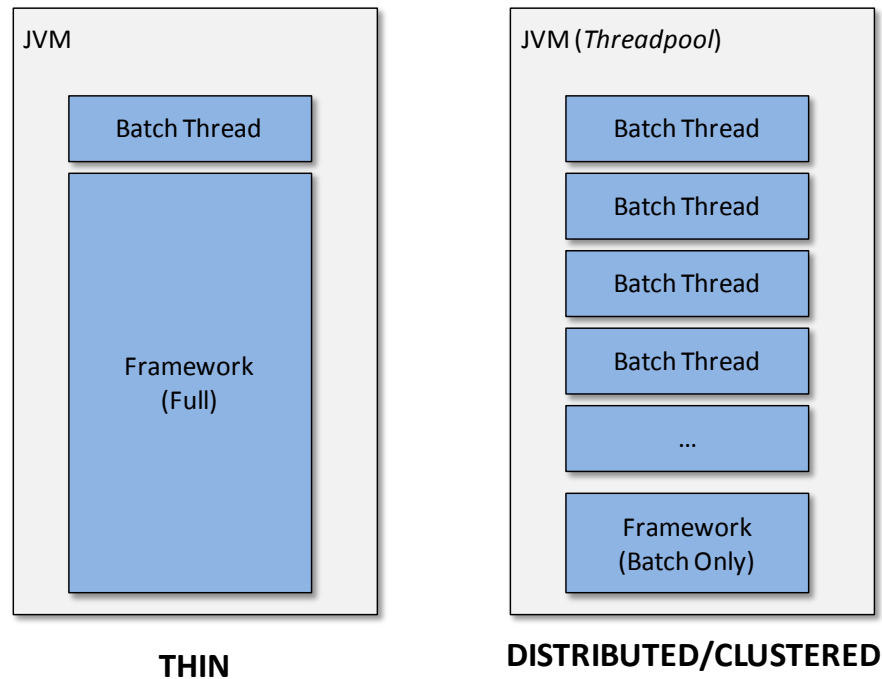 JVM
Batch Thread
Framework
(Full)
THIN
JVM (Threadpool)
Batch Thread
Batch Thread
Batch Thread
Batch Thread
...
Framework
(Batch Only)
DISTRIBUTED/CLUSTERED